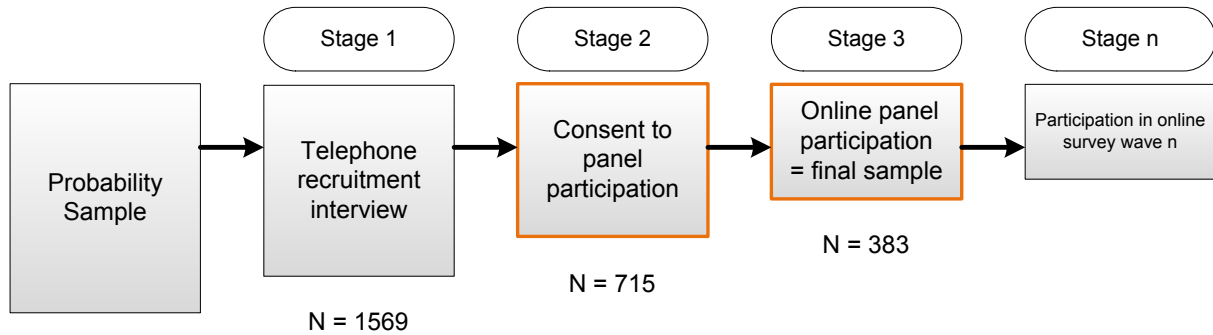 Stage 1
Stage 2
Stage 3
Stage n
Probability
Sample
Telephone
recruitment
interview
Consent to
panel
participation
Online panel
participation
= final sample
Participation in online
survey wave n
N = 1569
N = 715
N = 383